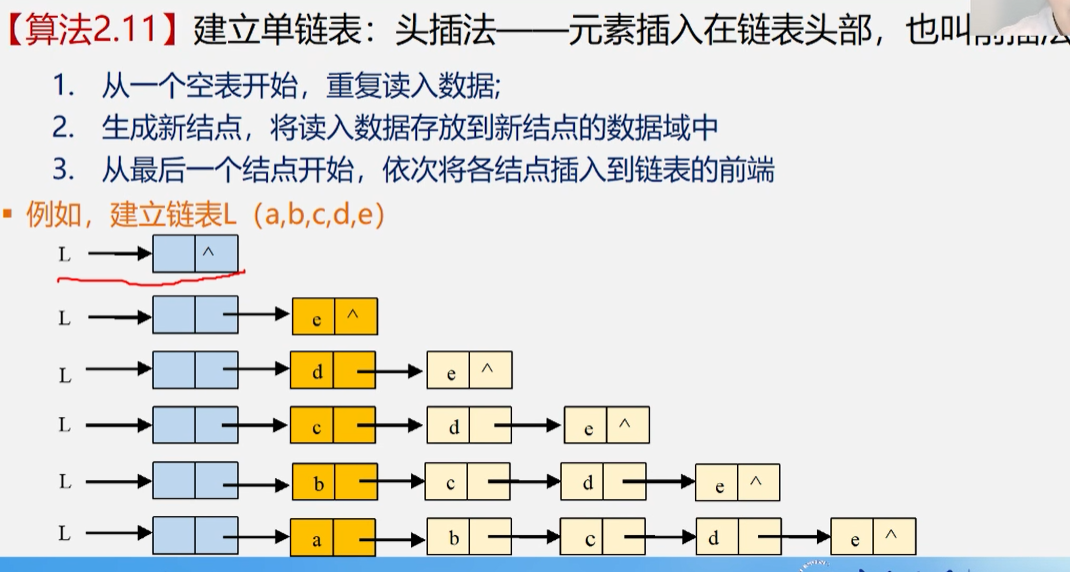 【算法2.11】建立单链表：头插法——元素插入在链表头部，也叫
1. 从一个空表开始，重复读入数据;
2. 生成新结点，将读入数据存放到新结点的数据域中
3. 从最后一个结点开始，依次将各结点插入到链表的前端
▪ 例如，建立链表L（a,b,c,d,e）
L ^
L e ^
L d e ^
L c d e ^
L b c d e ^
L a b c d e ^